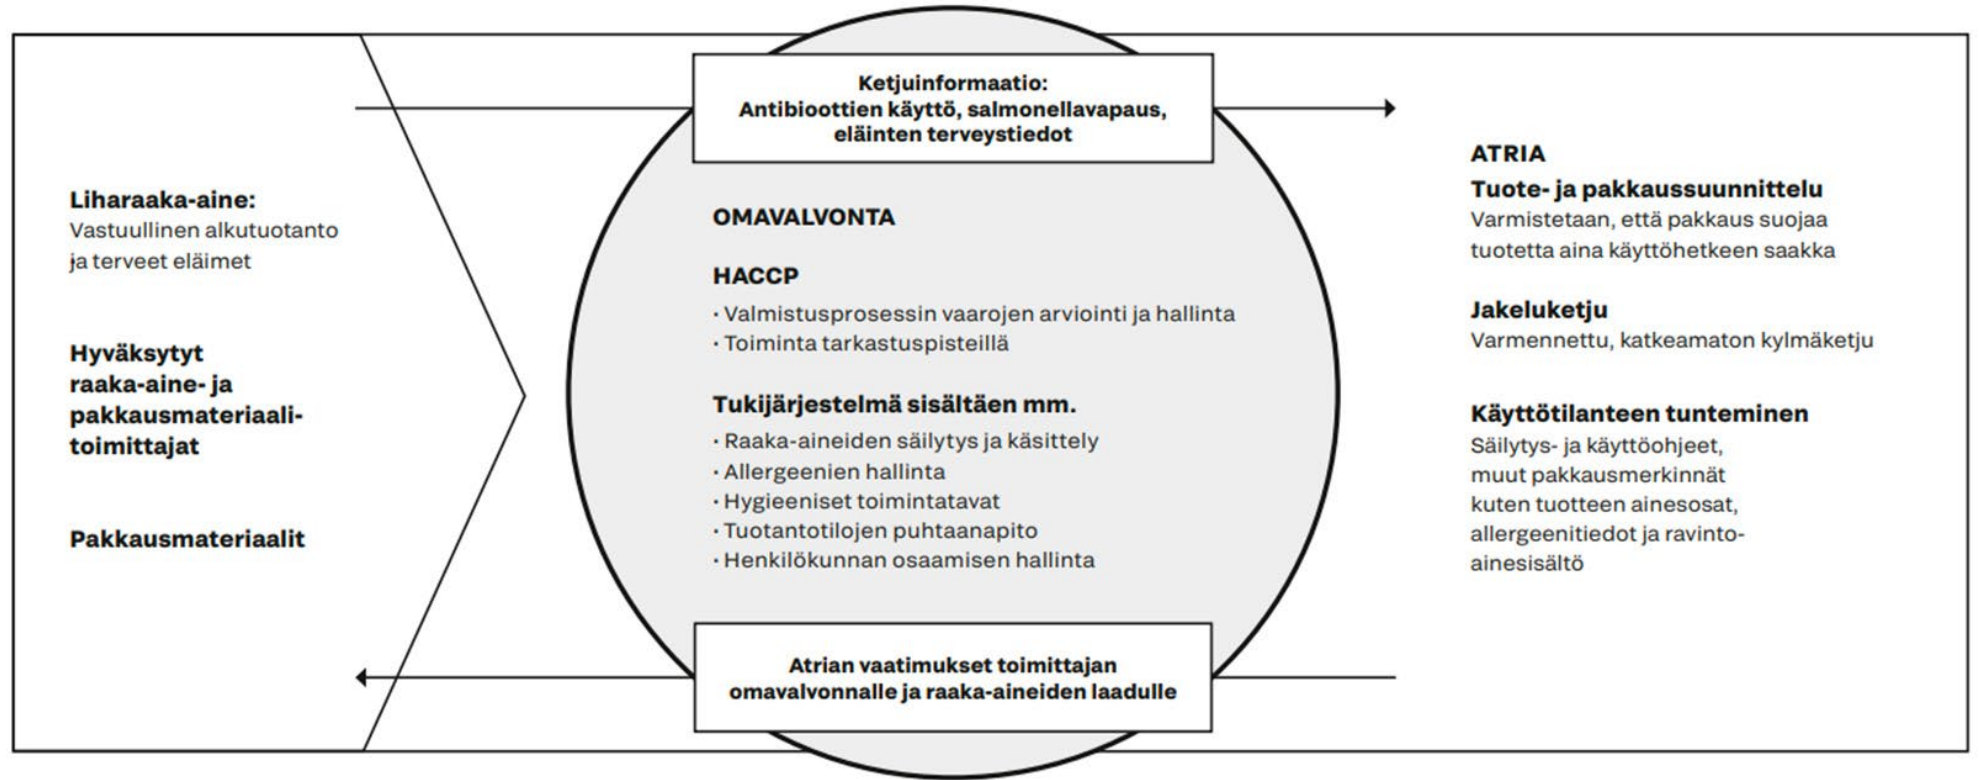 Liharaaka-aine:
Vastuullinen alkutuotanto
ja terveet eläimet
Hyväksytyt
raaka-aine- ja
pakkausmateriaali-
toimittajat
Pakkausmateriaalit
Ketjuinformaatio:
Antibioottien käyttö, salmonellavapaus,
eläinten terveystiedot
OMAVALVONTA
HACCP
· Valmistusprosessin vaarojen arviointi ja hallinta
· Toiminta tarkastuspisteillä
Tukijärjestelmä sisältäen mm.
· Raaka-aineiden säilytys ja käsittely
· Allergeenien hallinta
· Hygieeniset toimintatavat
· Tuotantotilojen puhtaanapito
· Henkilökunnan osaamisen hallinta
Atrian vaatimukset toimittajan
omavalvonnalle ja raaka-aineiden laadulle
ATRIA
Tuote- ja pakkaussuunnittelu
Varmistetaan, että pakkaus suojaa
tuotetta aina käyttöhetkeen saakka
Jakeluketju
Varmennettu, katkeamaton kylmäketju
Käyttötilanteen tunteminen
Säilytys- ja käyttöohjeet,
muut pakkausmerkinnät
kuten tuotteen ainesosat,
allergeenitiedot ja ravinto-
ainesisältö